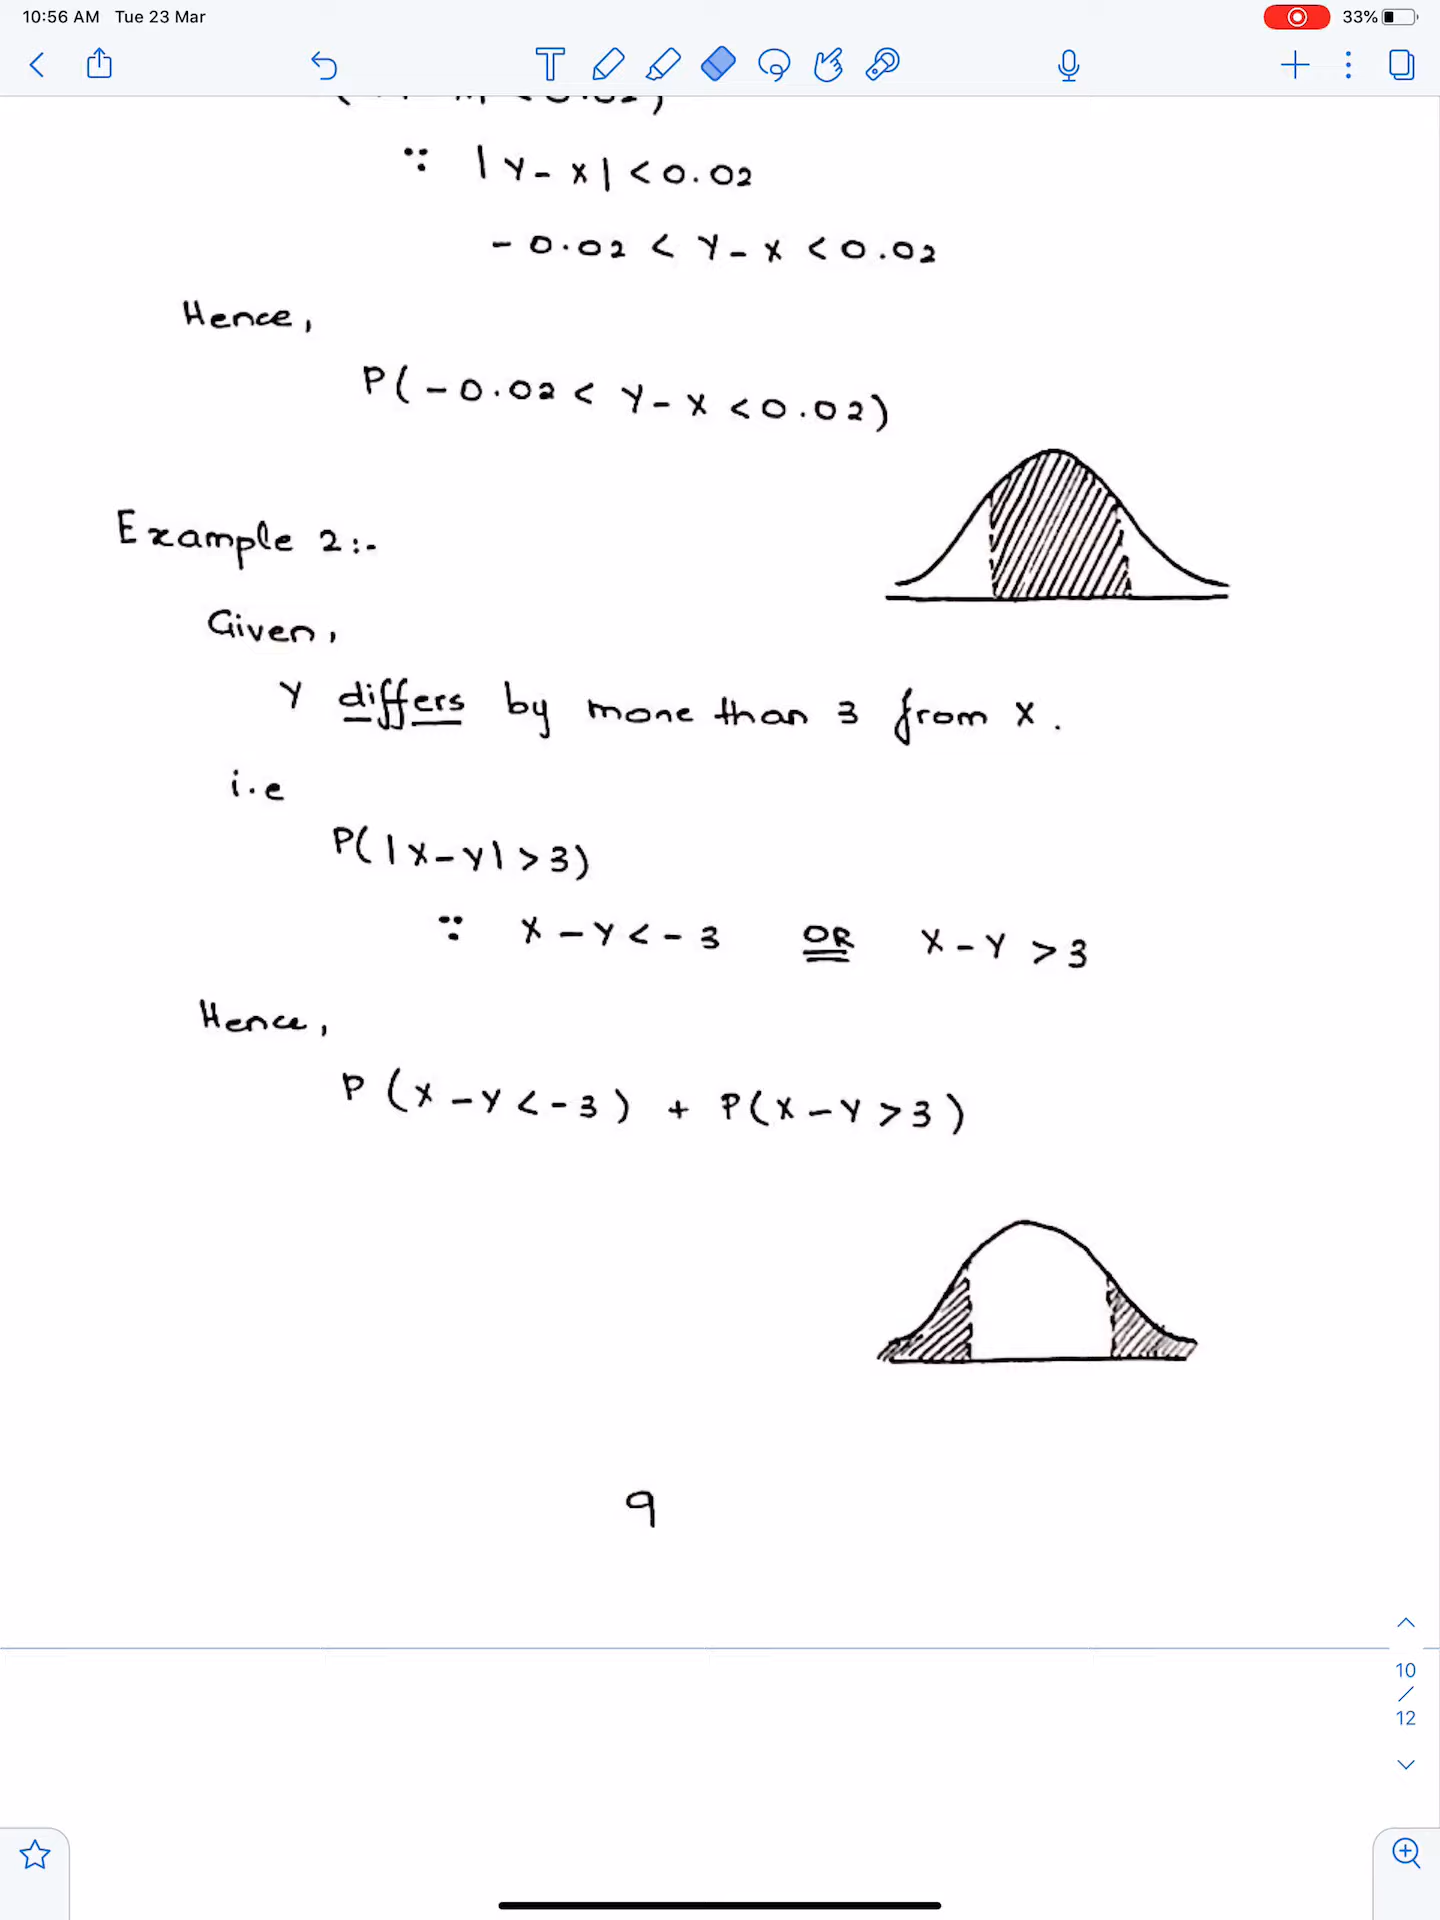 10:56 AM Tue 23 Mar
33%
∵ |Y - X| < 0.02
- 0.02 < Y - X < 0.02
Hence,
P( - 0.02 < Y - X < 0.02)
Example 2:-
Given,
Y differs by more than 3 from X.
i.e
P( |X - Y| > 3)
∵ X - Y < - 3 OR X - Y > 3
Hence,
P (X - Y < -3) + P(X - Y > 3)
9
10
/
12